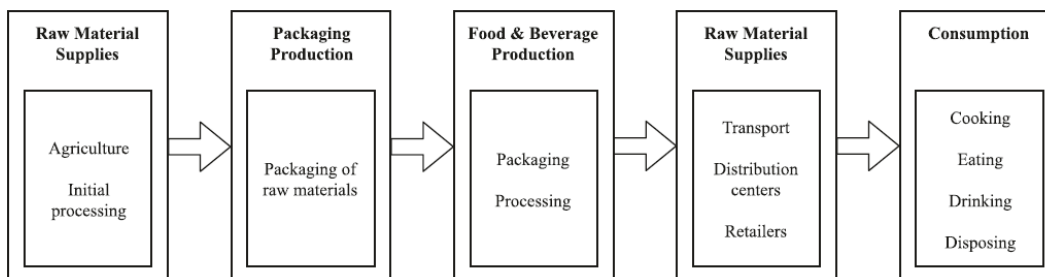 Raw Material
Supplies
Agriculture
Initial
processing
Packaging
Production
Packaging of
raw materials
Food & Beverage
Production
Packaging
Processing
Raw Material
Supplies
Transport
Distribution
centers
Retailers
Consumption
Cooking
Eating
Drinking
Disposing